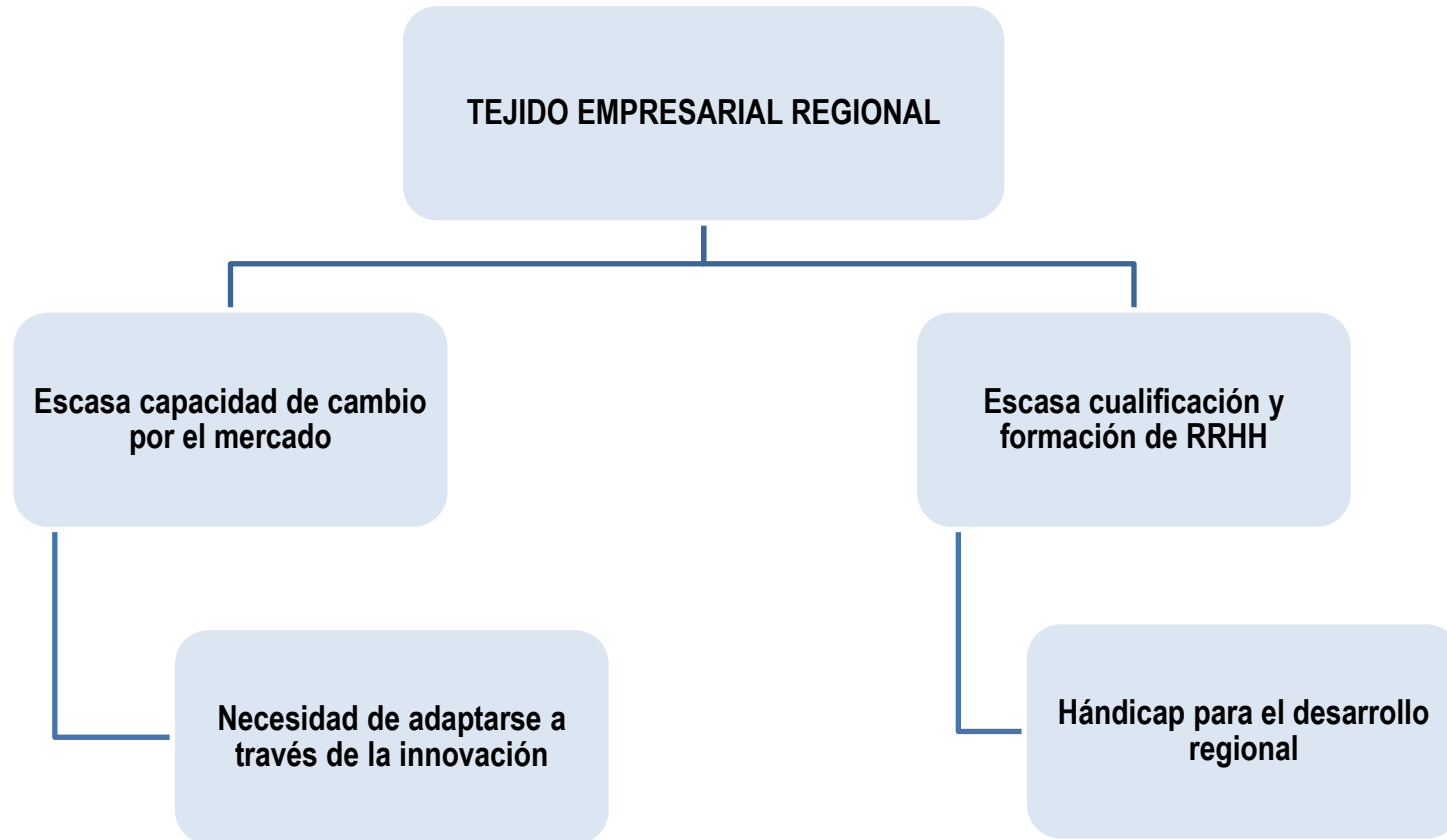 TEJIDO EMPRESARIAL REGIONAL
Escasa capacidad de cambio
por el mercado
Escasa cualificación y
formación de RRHH
Necesidad de adaptarse a
través de la innovación
Hándicap para el desarrollo
regional